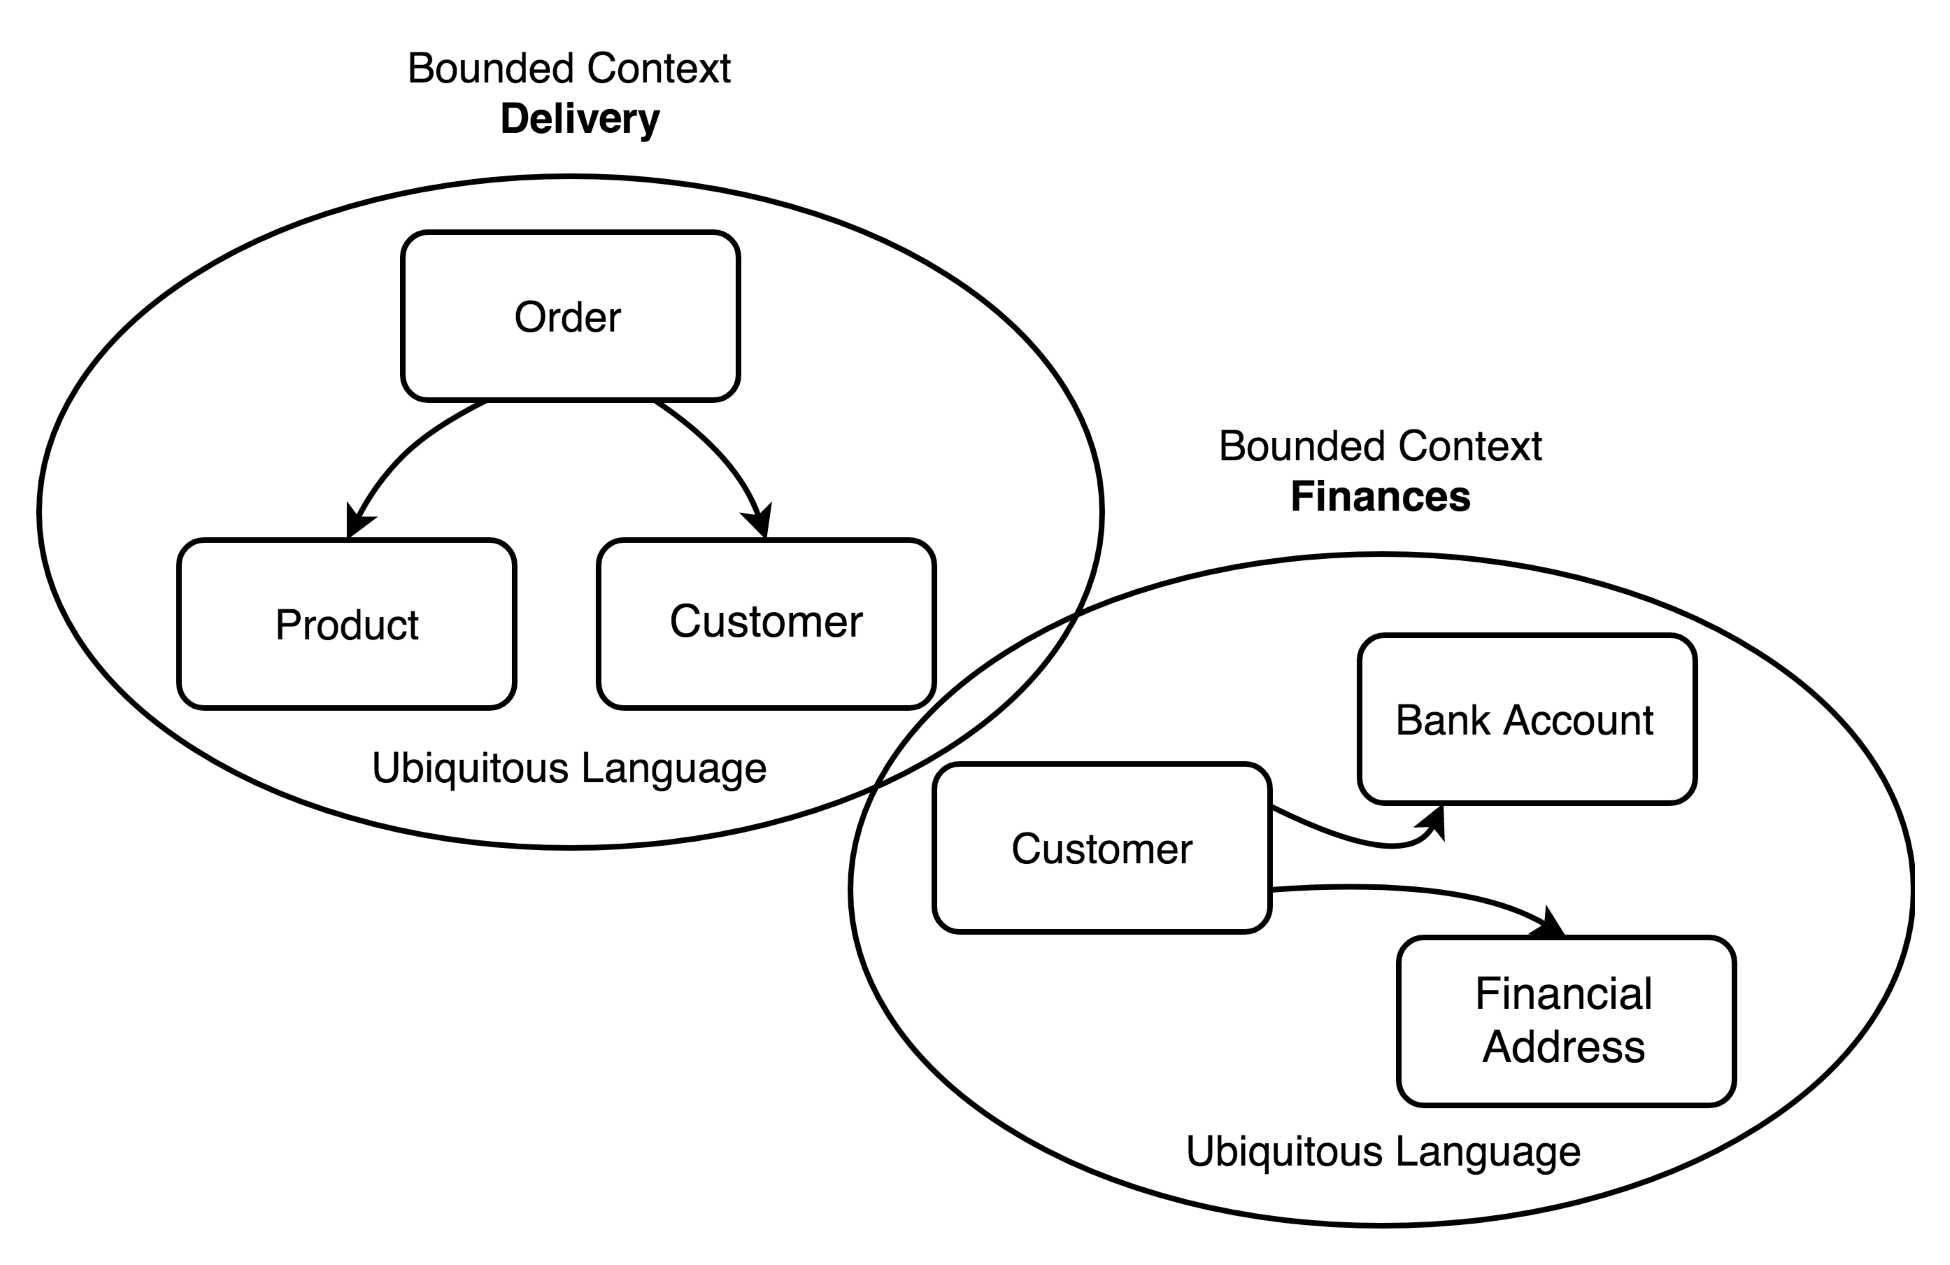 Bounded Context
Delivery
Order
Product
Customer
Ubiquitous Language
Bounded Context
Finances
Bank Account
Customer
Financial
Address
Ubiquitous Language